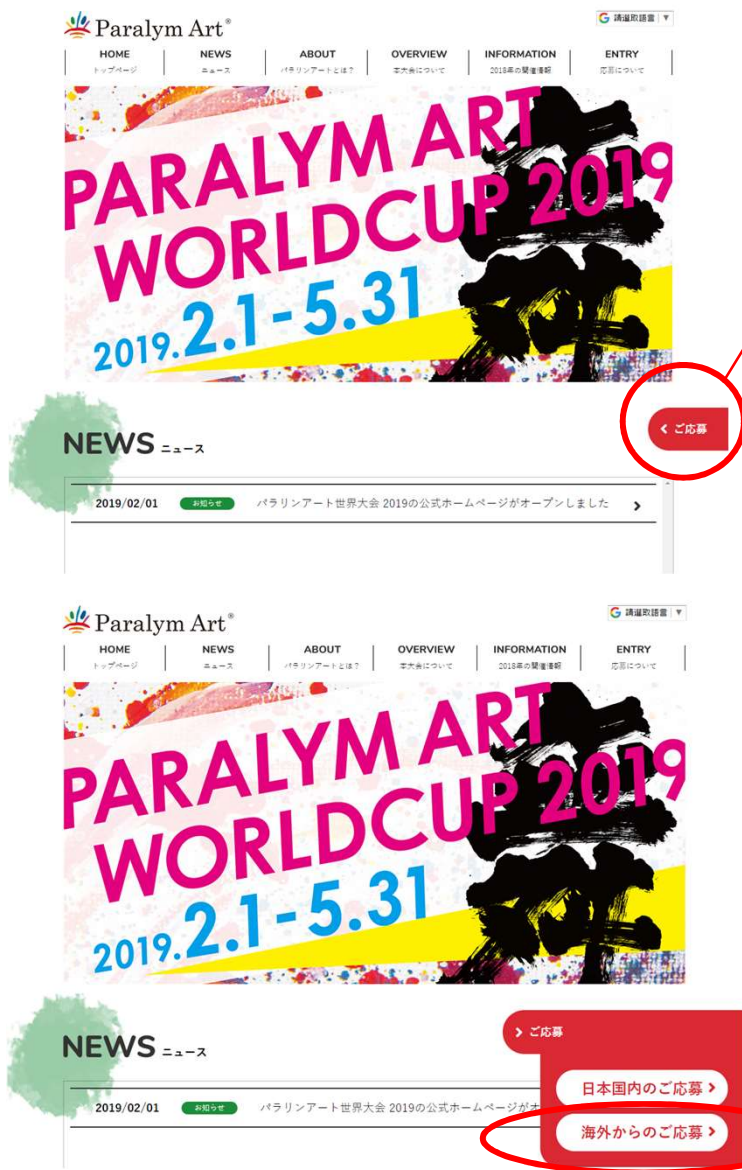 Paralym Art®
請選取語言 ▼
HOME NEWS ABOUT OVERVIEW INFORMATION ENTRY
トップページ ニュース パラリンアートとは? 本大会について 2018年の開催情報 応募について
PARALYM ART
WORLDCUP 2019
2019.2.1-5.31
ご応募
NEWS ニュース
2019/02/01 お知らせ パラリンアート世界大会 2019の公式ホームページがオープンしました
Paralym Art®
請選取語言 ▼
HOME NEWS ABOUT OVERVIEW INFORMATION ENTRY
トップページ ニュース パラリンアートとは? 本大会について 2018年の開催情報 応募について
PARALYM ART
WORLDCUP 2019
2019.2.1-5.31
ご応募
NEWS ニュース
日本国内のご応募
2019/02/01 お知らせ パラリンアート世界大会 2019の公式ホームページがオ
海外からのご応募